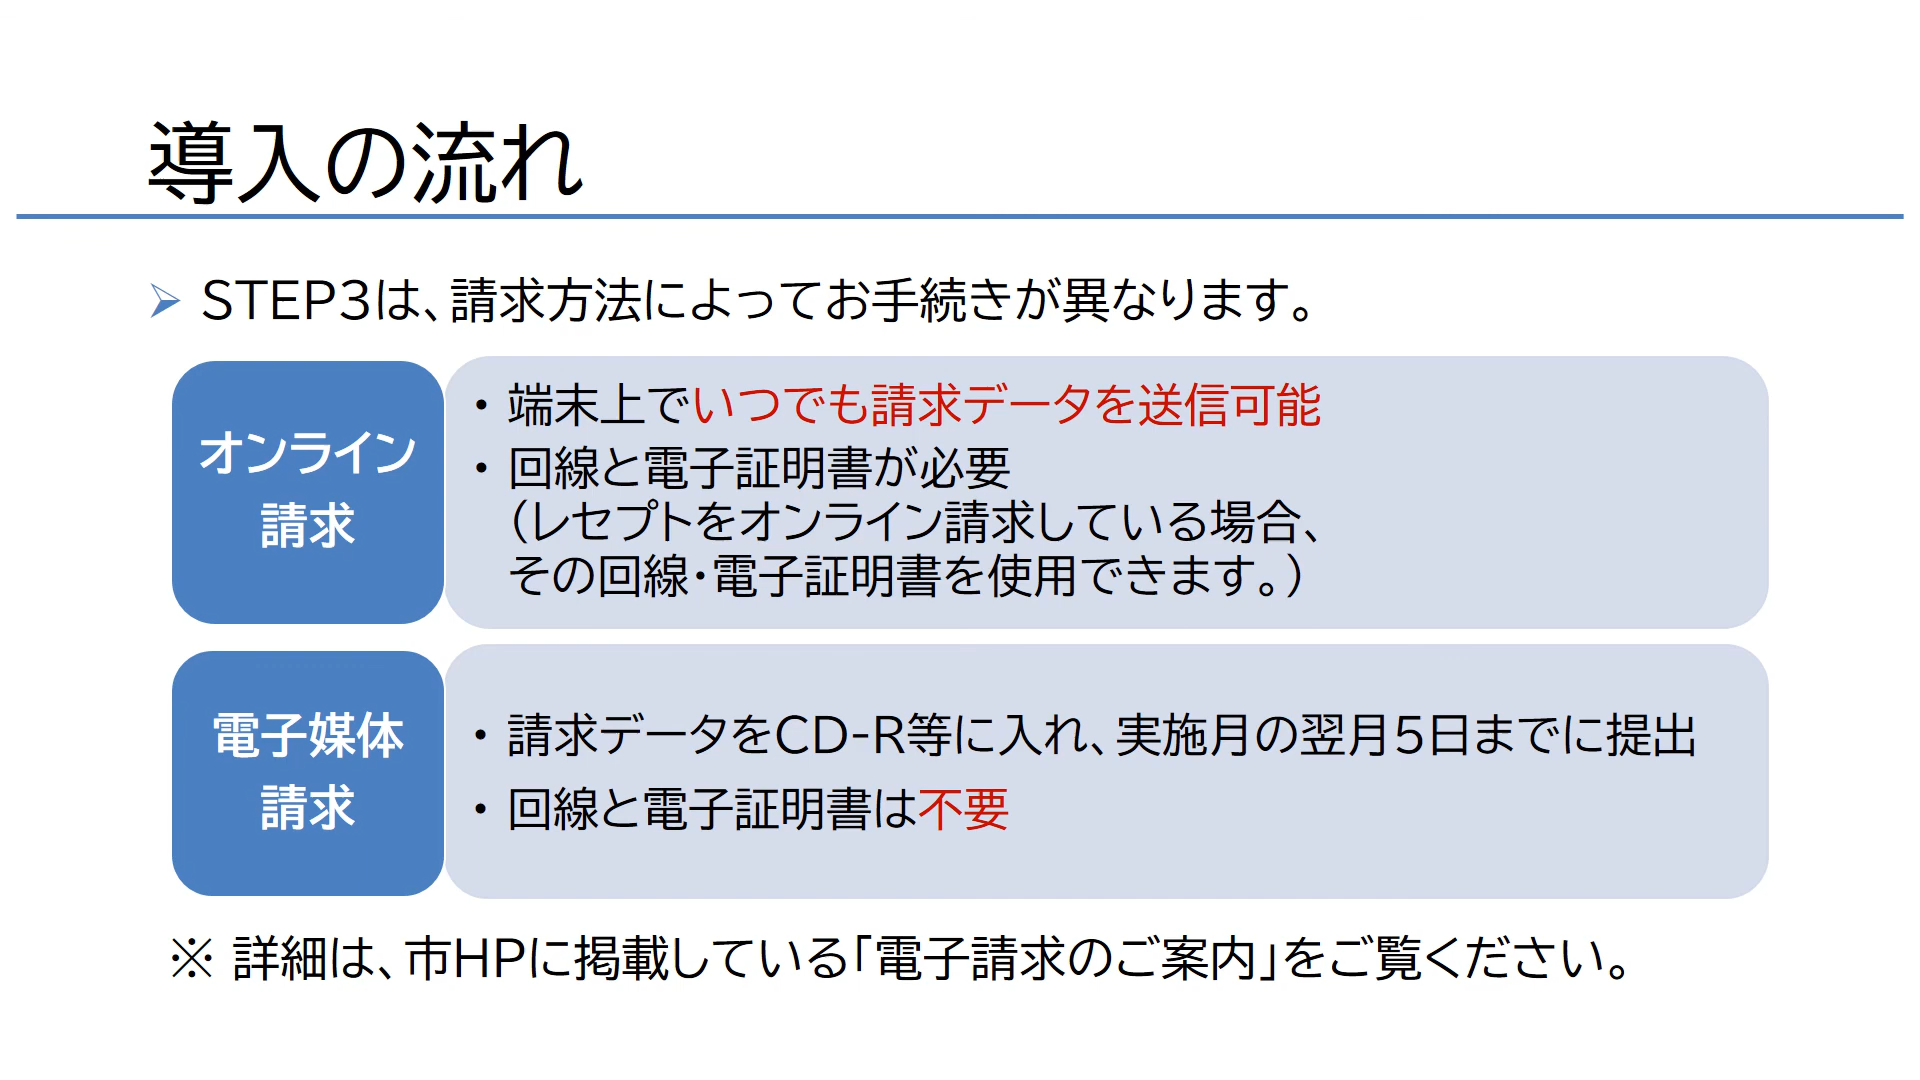 導入の流れ
➢ STEP3は、請求方法によってお手続きが異なります。
オンライン
請求
・端末上でいつでも請求データを送信可能
・回線と電子証明書が必要
（レセプトをオンライン請求している場合、
その回線・電子証明書を使用できます。）
電子媒体
請求
・請求データをCD-R等に入れ、実施月の翌月5日までに提出
・回線と電子証明書は不要
※ 詳細は、市HPに掲載している「電子請求のご案内」をご覧ください。